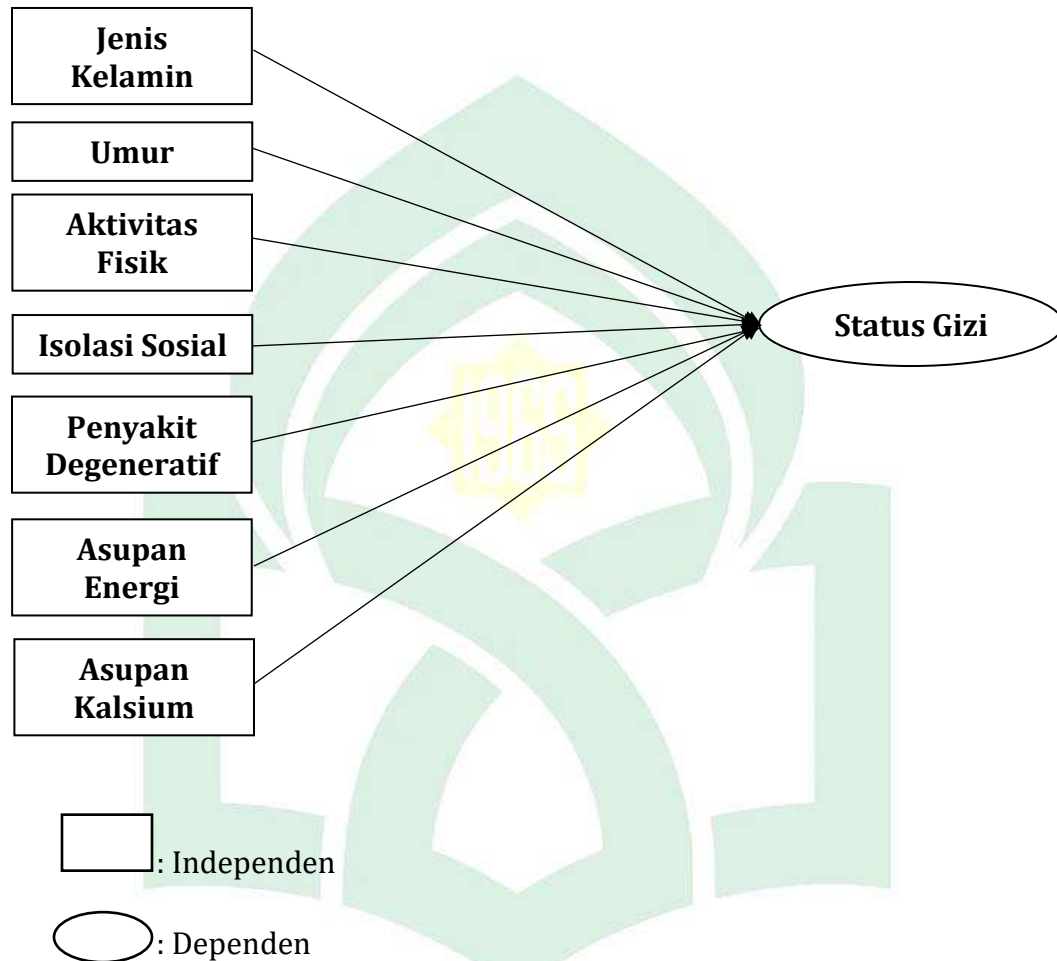 Jenis
Kelamin
Umur
Aktivitas
Fisik
Isolasi Sosial
Status Gizi
Penyakit
Degeneratif
Asupan
Energi
Asupan
Kalsium
: Independen
: Dependen